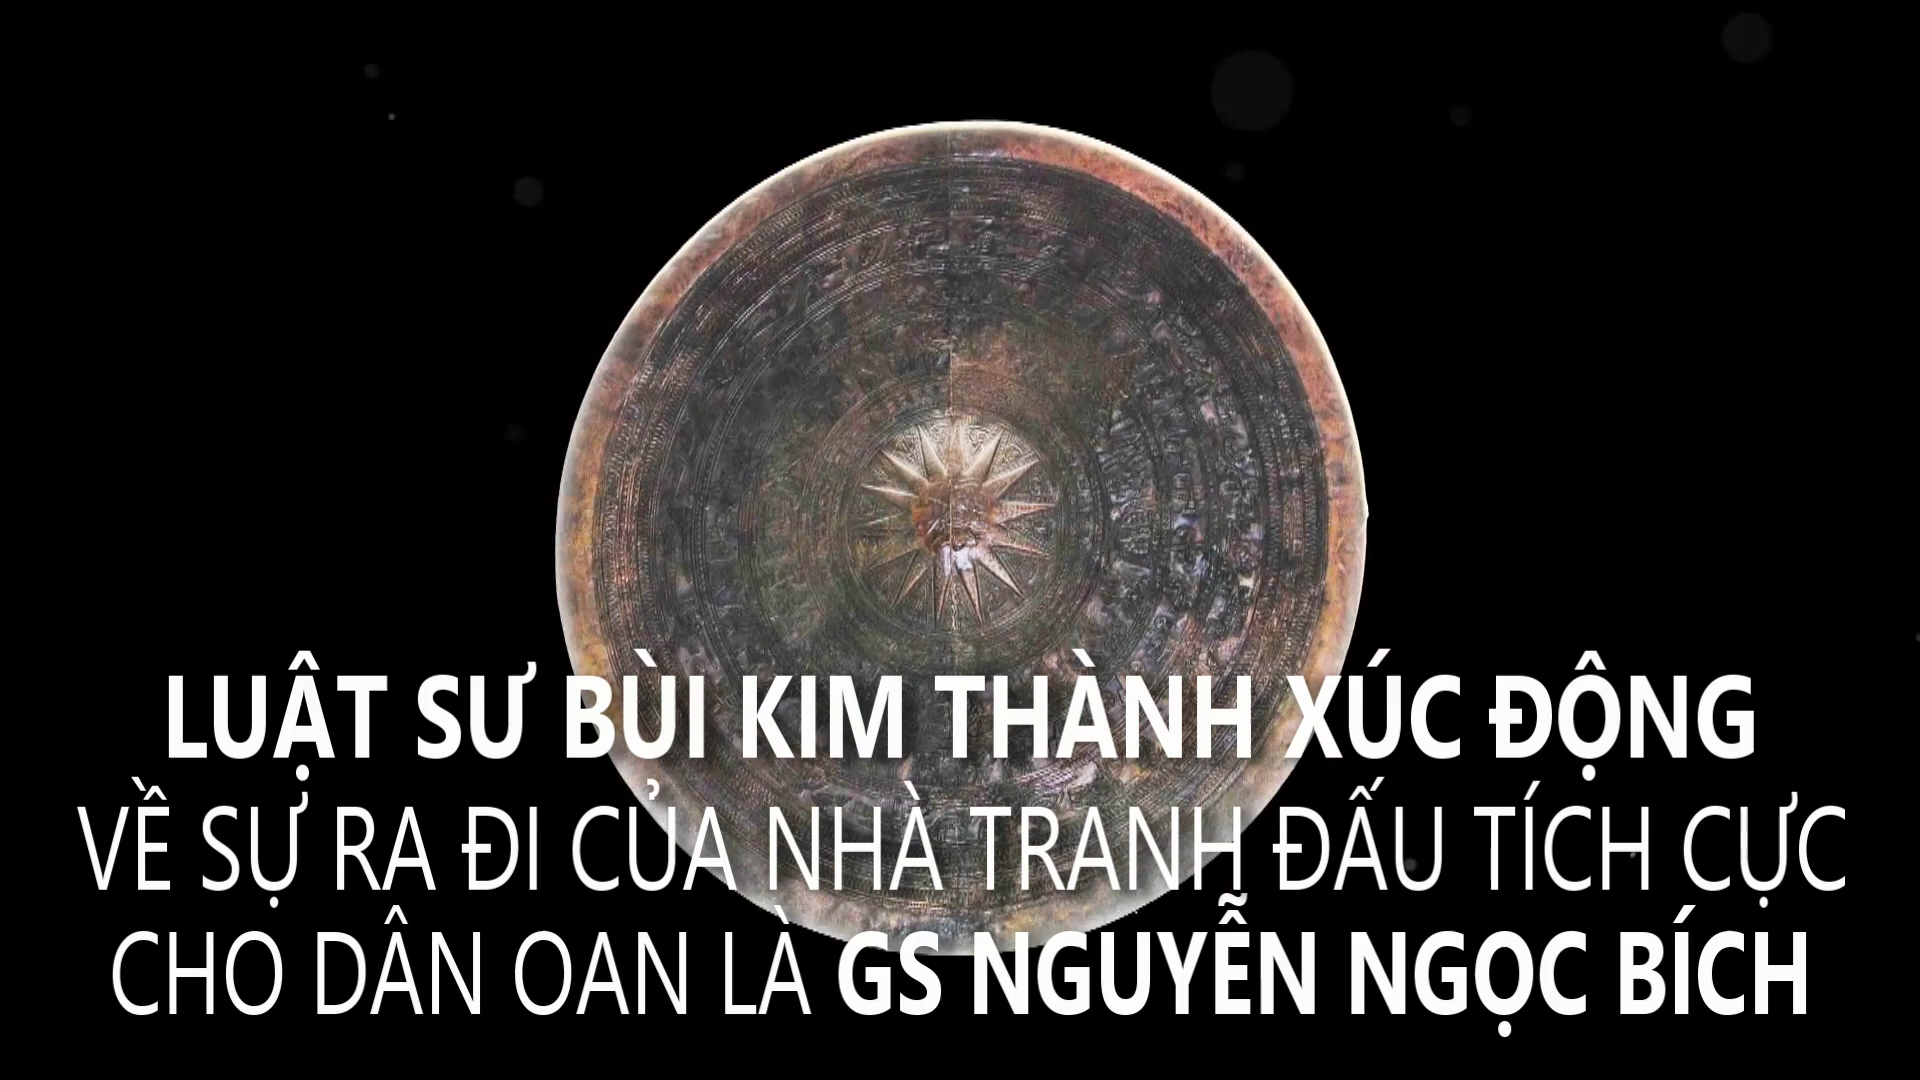 LUẬT SƯ BÙI KIM THÀNH XÚC ĐỘNG
VỀ SỰ RA ĐI CỦA NHÀ TRANH ĐẤU TÍCH CỰC
CHO DÂN OAN LÀ GS NGUYỄN NGỌC BÍCH